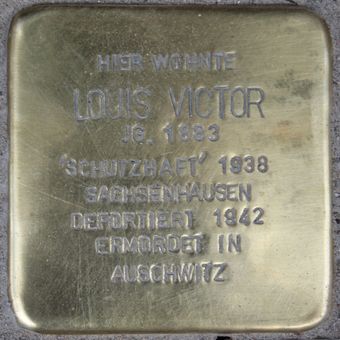 HIER WOHNTE
LOUIS VICTOR
JG. 1883
'SCHUTZHAFT' 1938
SACHSENHAUSEN
DEPORTIERT 1942
ERMORDET IN
AUSCHWITZ